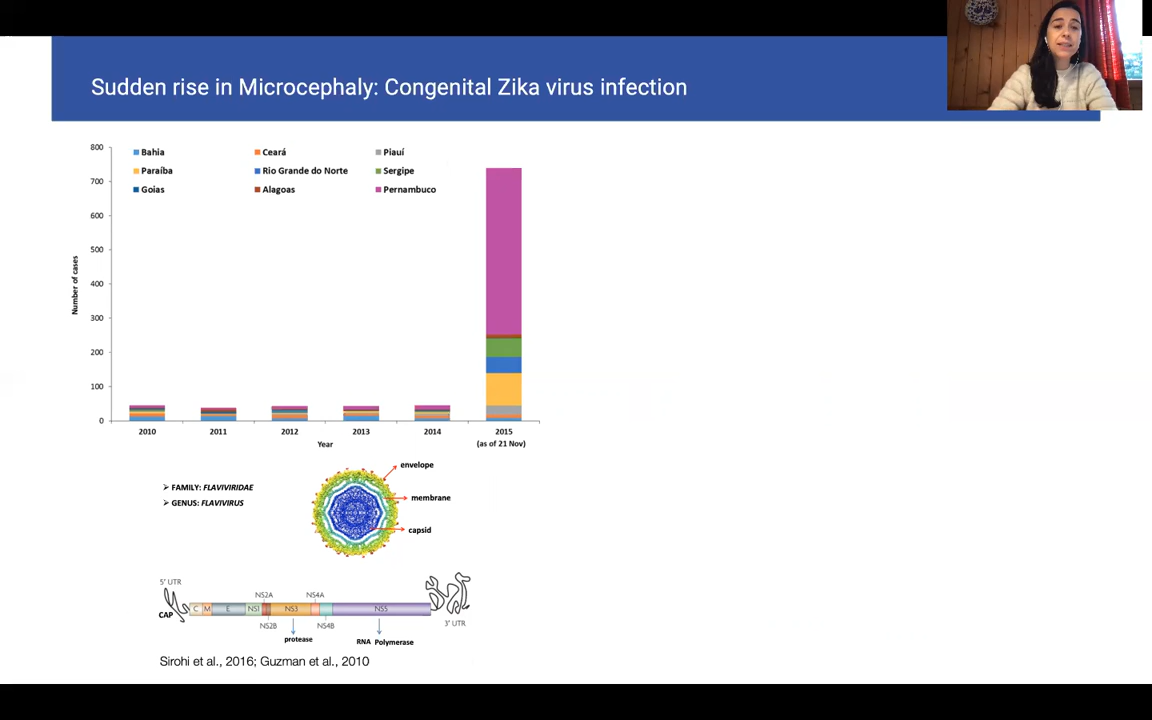 Sudden rise in Microcephaly: Congenital Zika virus infection
800
700
600
500
400
300
200
100
0
Number of cases
Bahia Ceará Piauí
Paraíba Rio Grande do Norte Sergipe
Goias Alagoas Pernambuco
2010 2011 2012 2013 2014 2015
(as of 21 Nov)
Year
➢ FAMILY: FLAVIVIRIDAE
➢ GENUS: FLAVIVIRUS
envelope
membrane
capsid
5' UTR
CAP
NS2A NS4A
C M E NS1 NS3 NS5
NS2B NS4B
3' UTR
protease
RNA Polymerase
Sirohi et al., 2016; Guzman et al., 2010